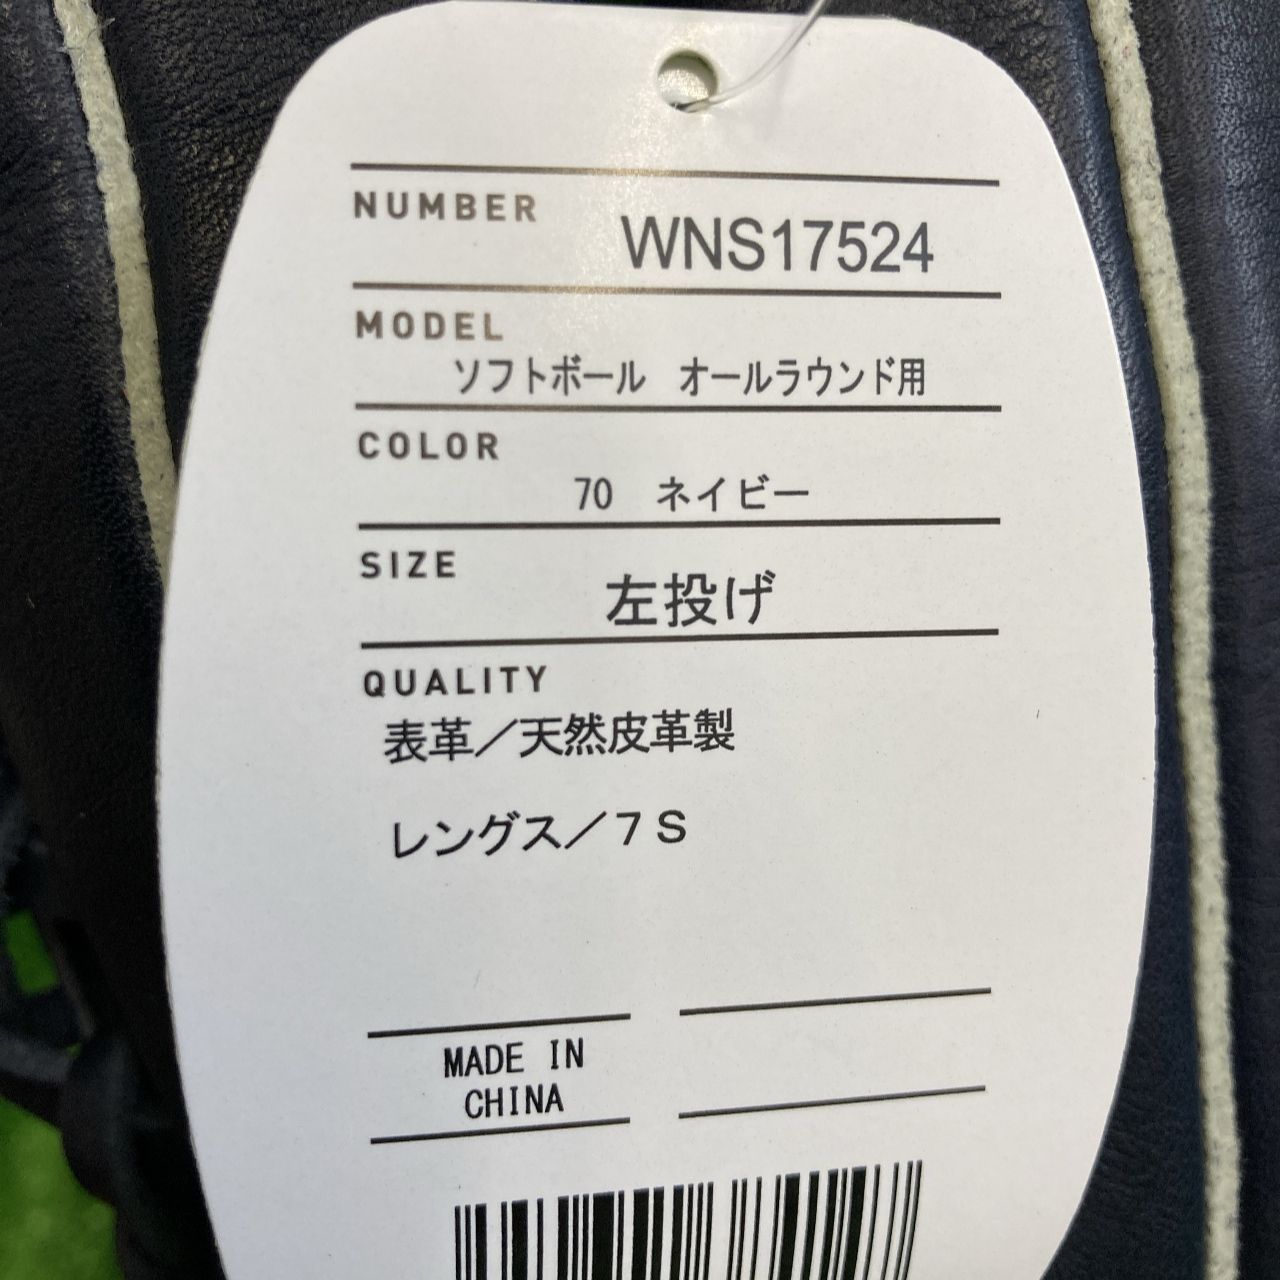 NUMBER
WNS17524
MODEL
ソフトボール オールラウンド用
COLOR
70 ネイビー
SIZE
左投げ
QUALITY
表革／天然皮革製
レングス／７Ｓ
MADE IN
CHINA